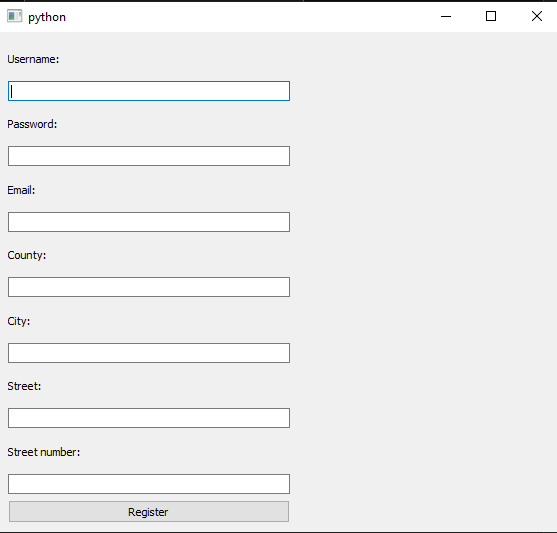 python
Username:
Password:
Email:
County:
City:
Street:
Street number:
Register